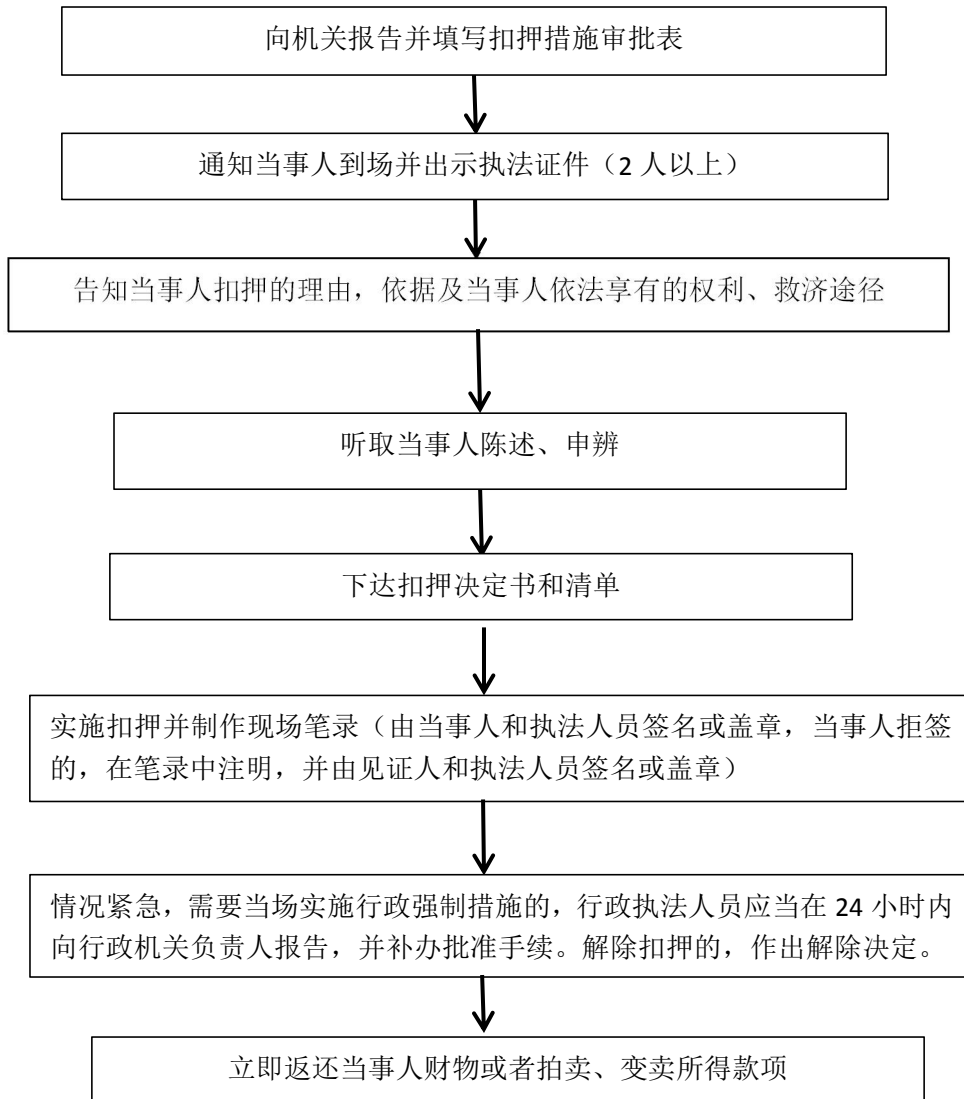 向机关报告并填写扣押措施审批表
通知当事人到场并出示执法证件（2 人以上）
告知当事人扣押的理由，依据及当事人依法享有的权利、救济途径
听取当事人陈述、申辨
下达扣押决定书和清单
实施扣押并制作现场笔录（由当事人和执法人员签名或盖章，当事人拒签
的，在笔录中注明，并由见证人和执法人员签名或盖章）
情况紧急，需要当场实施行政强制措施的，行政执法人员应当在 24 小时内
向行政机关负责人报告，并补办批准手续。解除扣押的，作出解除决定。
立即返还当事人财物或者拍卖、变卖所得款项